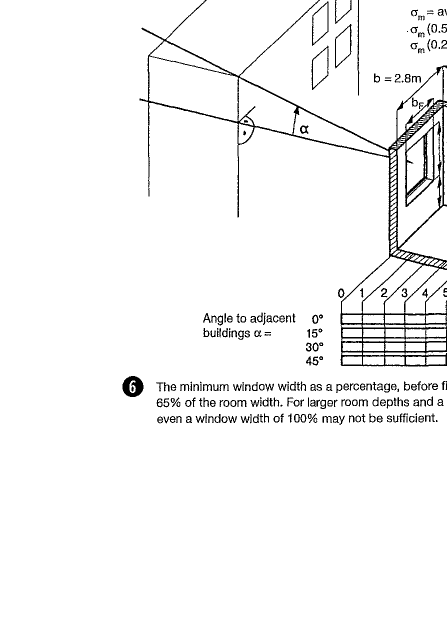 σm = av
σm (0.5
σm (0.2
b = 2.8m
bF
α
0 1 2 3 4 5
Angle to adjacent 0°
buildings α = 15°
30°
45°
6 The minimum window width as a percentage, before fi
65% of the room width. For larger room depths and a
even a window width of 100% may not be sufficient.